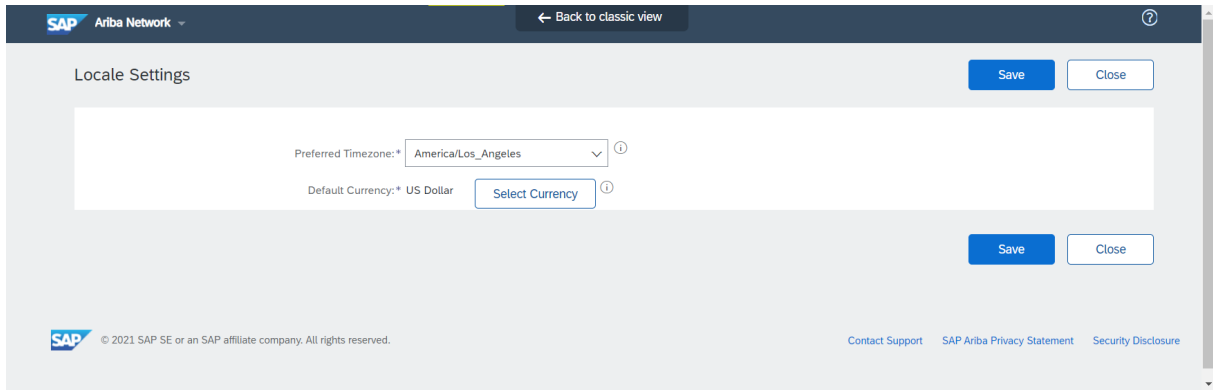 SAP Ariba Network ← Back to classic view
Locale Settings Save Close
Preferred Timezone:* America/Los_Angeles
Default Currency:* US Dollar Select Currency
Save Close
SAP © 2021 SAP SE or an SAP affiliate company. All rights reserved. Contact Support SAP Ariba Privacy Statement Security Disclosure